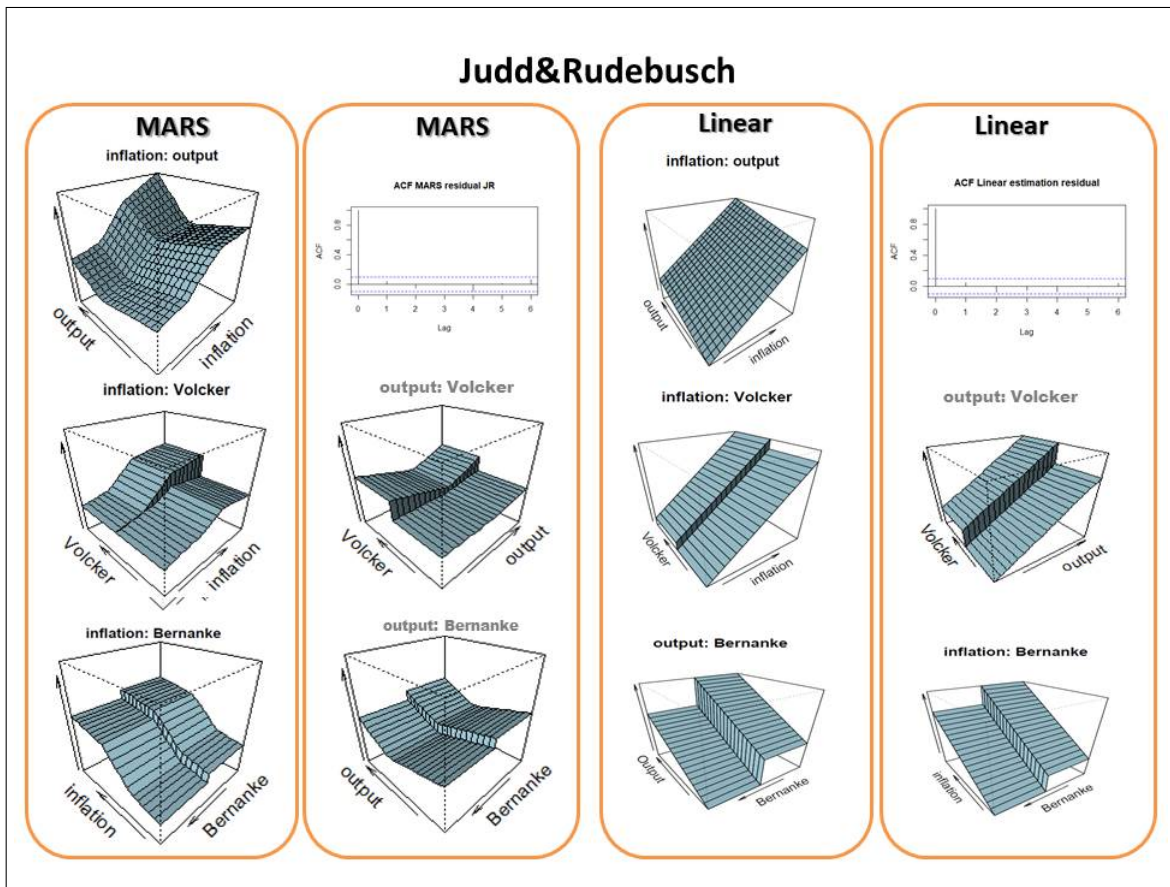 Judd&Rudebusch
MARS
inflation: output
output
inflation
inflation: Volcker
Volcker
inflation
inflation: Bernanke
inflation
Bernanke
MARS
ACF MARS residual JR
ACF
0.8
0.4
0.0
0 1 2 3 4 5 6
Lag
output: Volcker
Volcker
output
output: Bernanke
output
Bernanke
Linear
inflation: output
output
inflation
inflation: Volcker
Volcker
inflation
output: Bernanke
Output
Bernanke
Linear
ACF Linear estimation residual
ACF
0.8
0.4
0.0
0 1 2 3 4 5 6
Lag
output: Volcker
Volcker
output
inflation: Bernanke
inflation
Bernanke